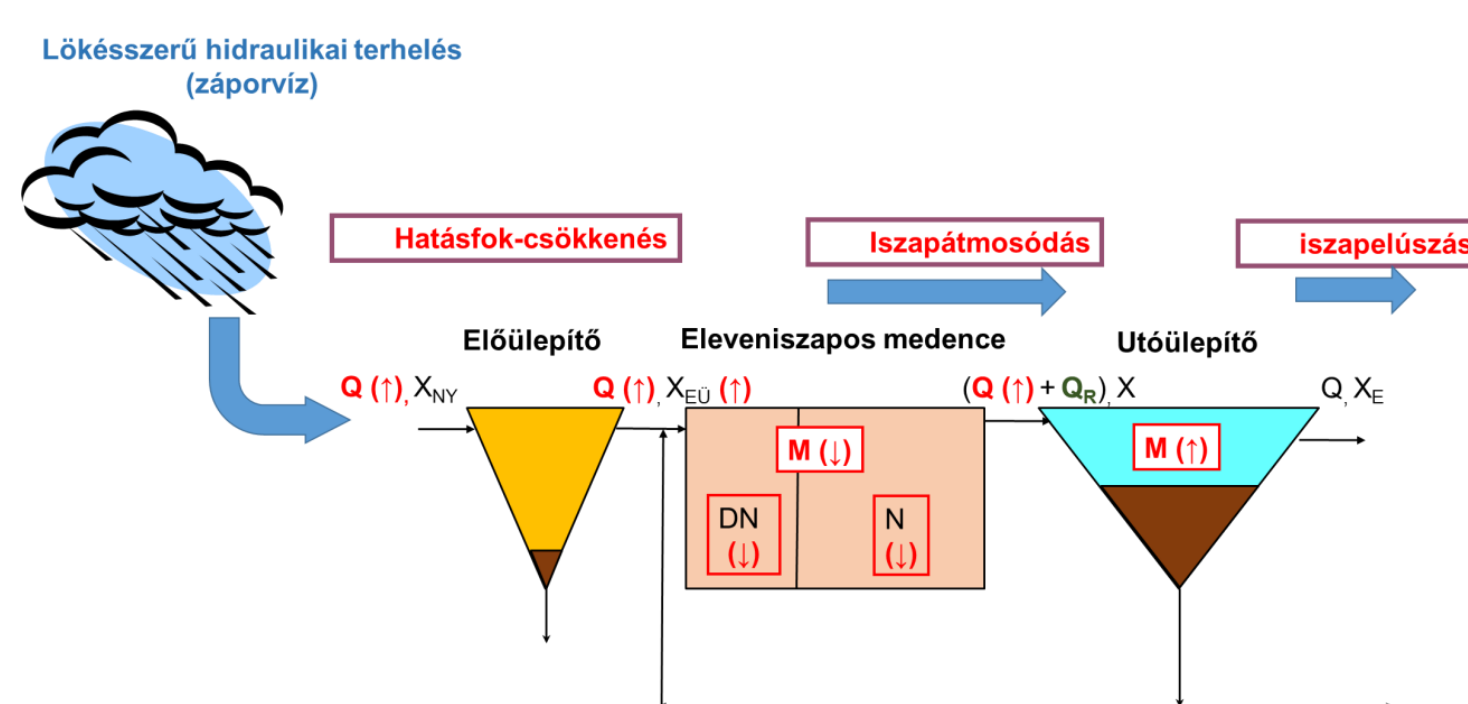 Lökésszerű hidraulikai terhelés
(záporvíz)
Hatásfok-csökkenés
Iszapátmosódás
iszapelúszás
Előülepítő
Eleveniszapos medence
Utóülepítő
Q (↑), XNY
Q (↑), XEÜ (↑)
(Q (↑) + QR), X
Q, XE
M (↓)
M (↑)
DN
(↓)
N
(↓)